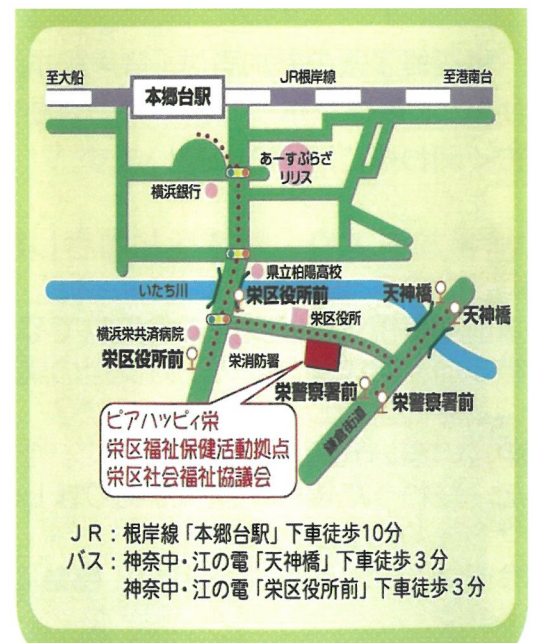 至大船
JR根岸線
至港南台
本郷台駅
あーすぷらざ
リリス
横浜銀行
県立柏陽高校
いたち川
栄区役所前
天神橋
天神橋
栄区役所
横浜栄共済病院
栄区役所前
栄消防署
栄警察署前
栄警察署前
鎌倉街道
ピアハッピィ栄
栄区福祉保健活動拠点
栄区社会福祉協議会
JR：根岸線「本郷台駅」下車徒歩10分
バス：神奈中・江の電「天神橋」下車徒歩3分
神奈中・江の電「栄区役所前」下車徒歩3分